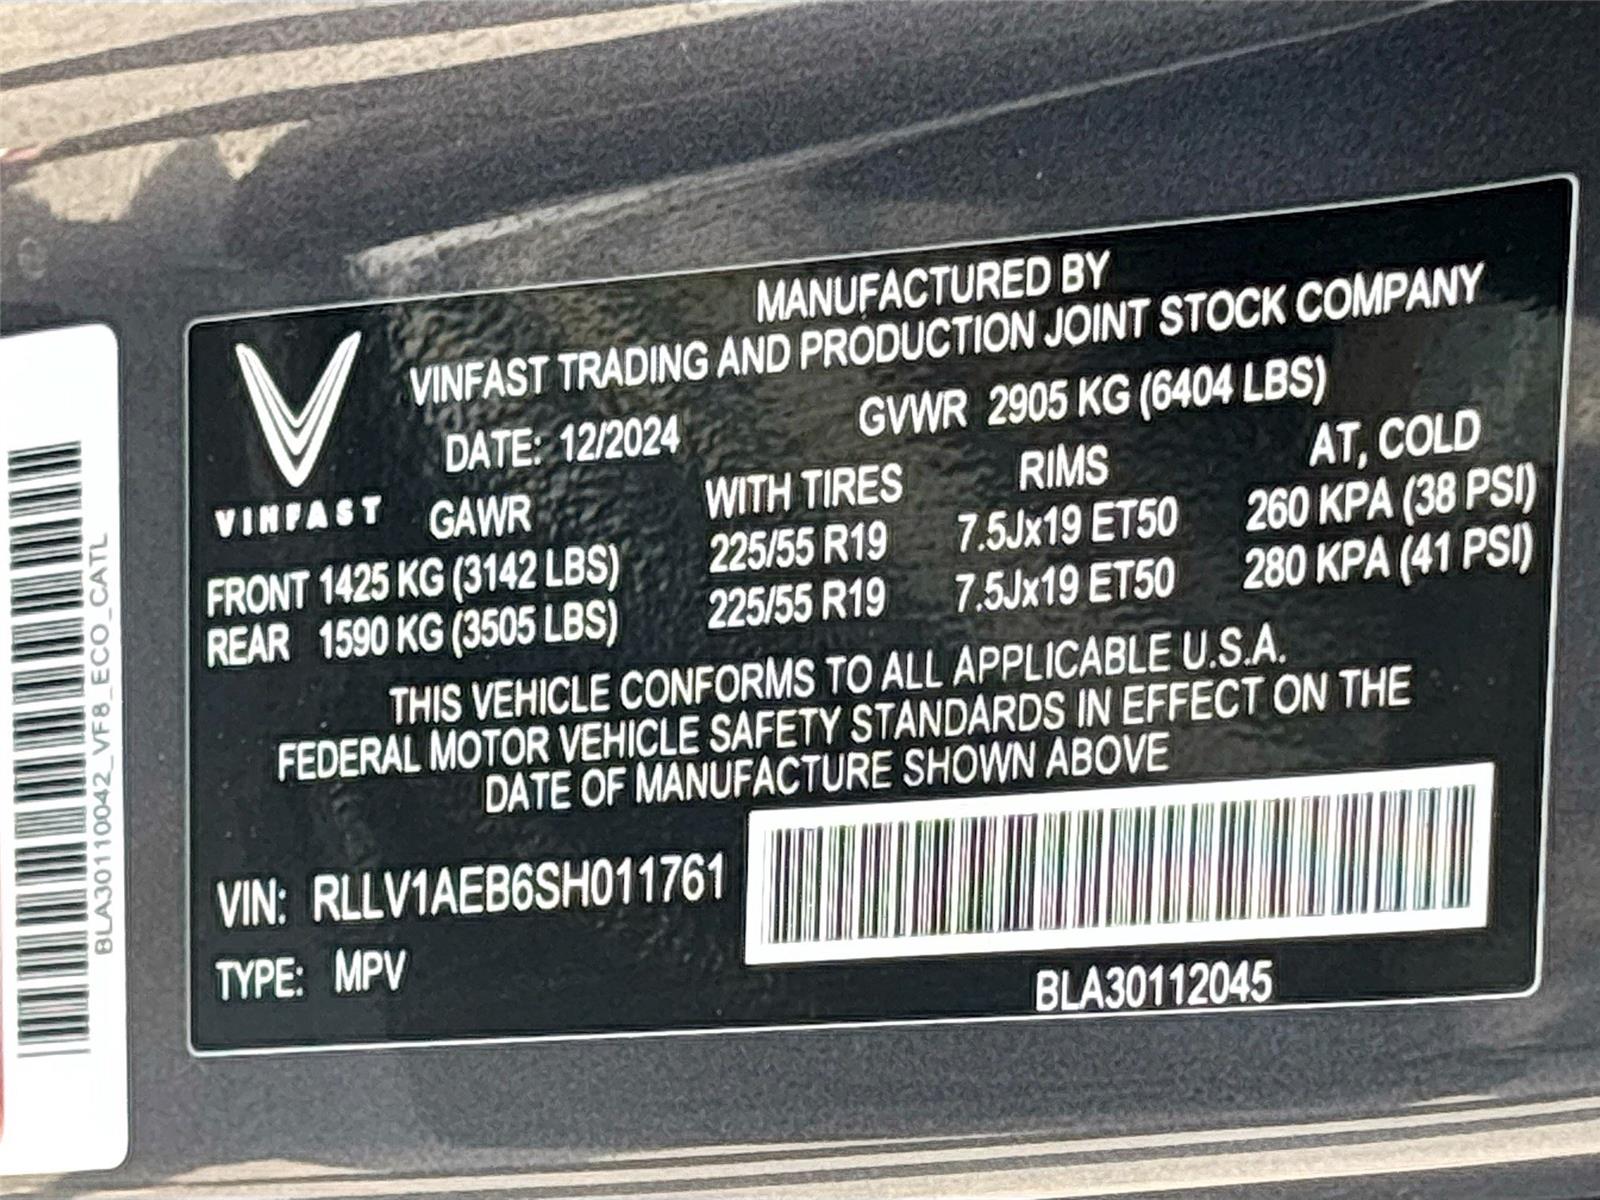 MANUFACTURED BY
VINFAST TRADING AND PRODUCTION JOINT STOCK COMPANY
DATE: 12/2024 GVWR 2905 KG (6404 LBS)
VINFAST
GAWR WITH TIRES RIMS AT, COLD
FRONT 1425 KG (3142 LBS) 225/55 R19 7.5Jx19 ET50 260 KPA (38 PSI)
REAR 1590 KG (3505 LBS) 225/55 R19 7.5Jx19 ET50 280 KPA (41 PSI)
THIS VEHICLE CONFORMS TO ALL APPLICABLE U.S.A.
FEDERAL MOTOR VEHICLE SAFETY STANDARDS IN EFFECT ON THE
DATE OF MANUFACTURE SHOWN ABOVE
VIN: RLLV1AEB6SH011761
TYPE: MPV
BLA30112045
BLA30110042_VF8_ECO_CATL